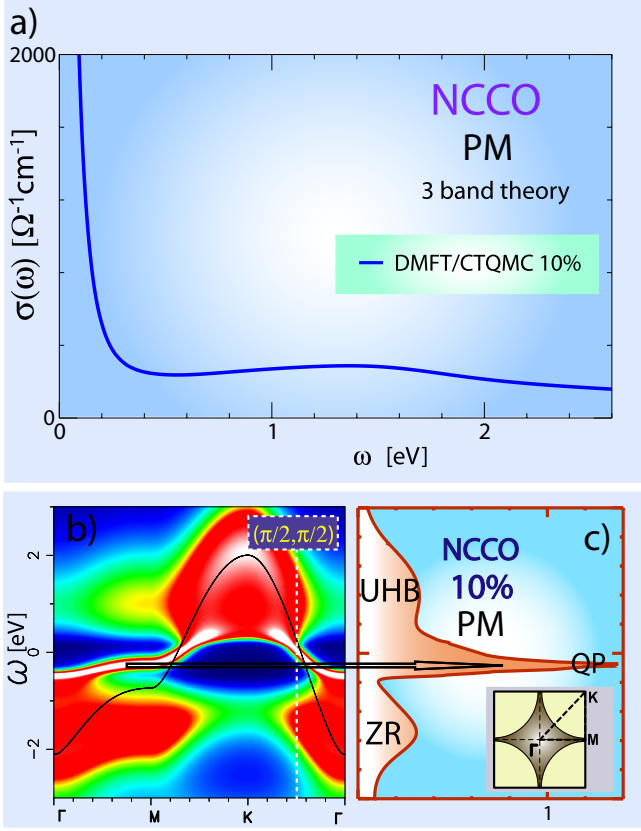 a)
2000
σ(ω) [Ω⁻¹cm⁻¹]
NCCO
PM
3 band theory
DMFT/CTQMC 10%
0
0
1
2
ω [eV]
b)
(π/2,π/2)
2
0
−2
ω [eV]
Γ
M
K
Γ
c)
NCCO
10%
PM
UHB
QP
ZR
K
M
Γ
1